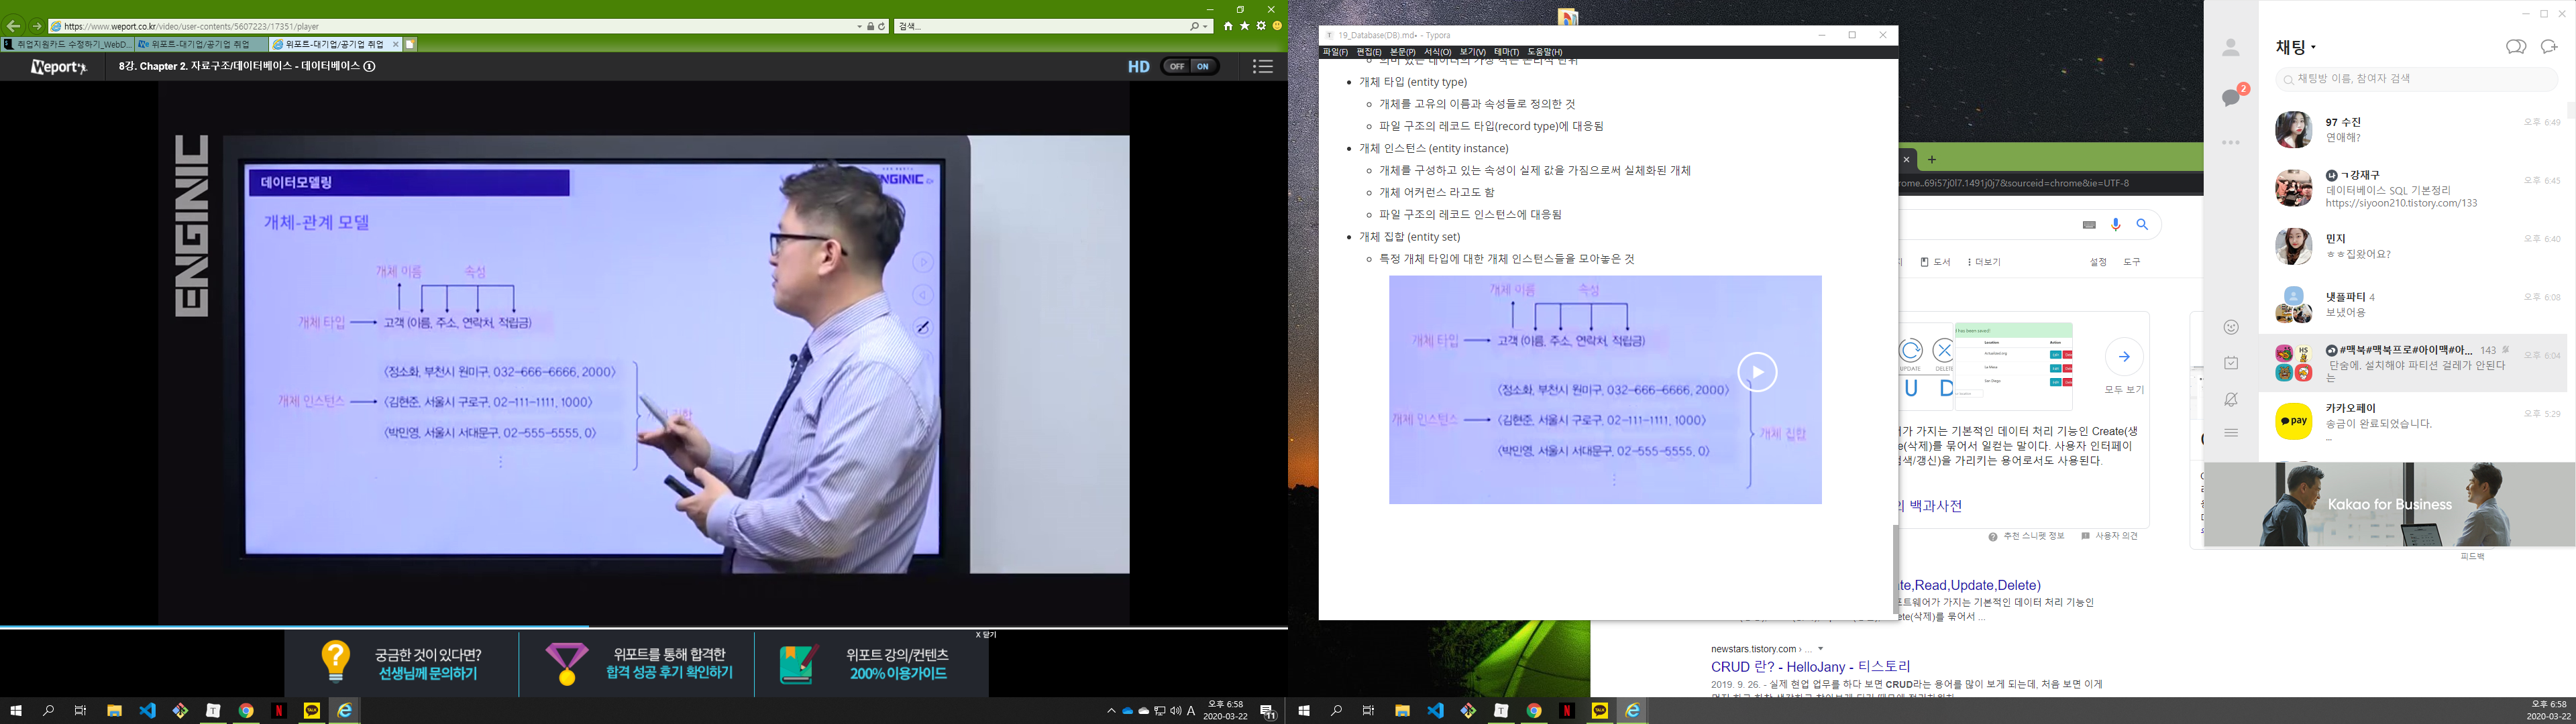 https://www.weport.co.kr/video/user-contents/5607223/17351/player
검색...
취업지원카드 수정하기_WebD...
위포트-대기업/공기업 취업
위포트-대기업/공기업 취업
Weport
8강. Chapter 2. 자료구조/데이터베이스 - 데이터베이스 ①
HD
OFF ON
ENGINIC
데이터모델링
ENGINIC
개체-관계 모델
개체 이름 속성
개체 타입 고객 (이름, 주소, 연락처, 적립금)
〈정소화, 부천시 원미구, 032-666-6666, 2000〉
개체 인스턴스 〈김현준, 서울시 구로구, 02-111-1111, 1000〉
〈박민영, 서울시 서대문구, 02-555-5555, 0〉
X 닫기
궁금한 것이 있다면?
선생님께 문의하기
위포트를 통해 합격한
합격 성공 후기 확인하기
위포트 강의/컨텐츠
200% 이용가이드
오후 6:58
2020-03-22
11
19_Database(DB).md• - Typora
파일(F) 편집(E) 본문(P) 서식(O) 보기(V) 테마(T) 도움말(H)
개체 타입 (entity type)
개체를 고유의 이름과 속성들로 정의한 것
파일 구조의 레코드 타입(record type)에 대응됨
개체 인스턴스 (entity instance)
개체를 구성하고 있는 속성이 실제 값을 가짐으로써 실체화된 개체
개체 어커런스 라고도 함
파일 구조의 레코드 인스턴스에 대응됨
개체 집합 (entity set)
특정 개체 타입에 대한 개체 인스턴스들을 모아놓은 것
개체 이름 속성
개체 타입 고객 (이름, 주소, 연락처, 적립금)
〈정소화, 부천시 원미구, 032-666-6666, 2000〉
개체 인스턴스 〈김현준, 서울시 구로구, 02-111-1111, 1000〉
개체 집합
〈박민영, 서울시 서대문구, 02-555-5555, 0〉
chrome..69i57j0l7.1491j0j7&sourceid=chrome&ie=UTF-8
도서 더보기 설정 도구
UPDATE DELETE
U D
모두 보기
가 가지는 기본적인 데이터 처리 기능인 Create(생
(삭제)를 묶어서 일컫는 말이다. 사용자 인터페이
색/갱신)을 가리키는 용어로서도 사용된다.
백과사전
추천 스니펫 정보 사용자 의견
te,Read,Update,Delete)
트웨어가 가지는 기본적인 데이터 처리 기능인
ete(삭제)를 묶어서 ...
newstars.tistory.com › ...
CRUD 란? - HelloJany - 티스토리
2019. 9. 26. - 실제 현업 업무를 하다 보면 CRUD라는 용어를 많이 보게 되는데, 처음 보면 이게
피드백
채팅
채팅방 이름, 참여자 검색
2
97 수진 오후 6:49
연애해?
ㄱ강재구 오후 6:45
데이터베이스 SQL 기본정리
https://siyoon210.tistory.com/133
민지 오후 6:40
ㅎㅎ집왔어요?
냇플파티 4 오후 6:08
보냈어용
#맥북#맥북프로#아이맥#아... 143 오후 6:04
단숨에. 설치해야 파티션 걸레가 안된다
는
카카오페이 오후 5:29
송금이 완료되었습니다.
pay
Kakao for Business
오후 6:58
2020-03-22